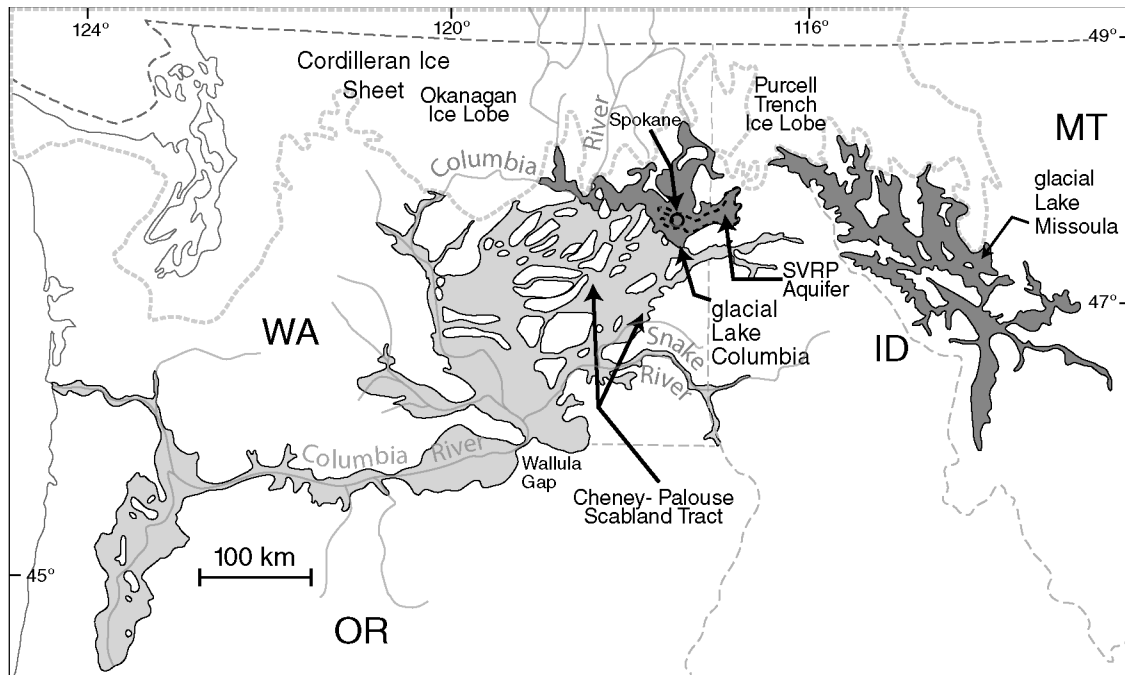 124°
120°
116°
49°
Cordilleran Ice
Sheet
Okanagan
Ice Lobe
River
Spokane
Purcell
Trench
Ice Lobe
MT
Columbia
glacial
Lake
Missoula
SVRP
Aquifer
47°
glacial
Lake
Columbia
WA
Snake
River
ID
Columbia River
Wallula
Gap
Cheney- Palouse
Scabland Tract
100 km
45°
OR